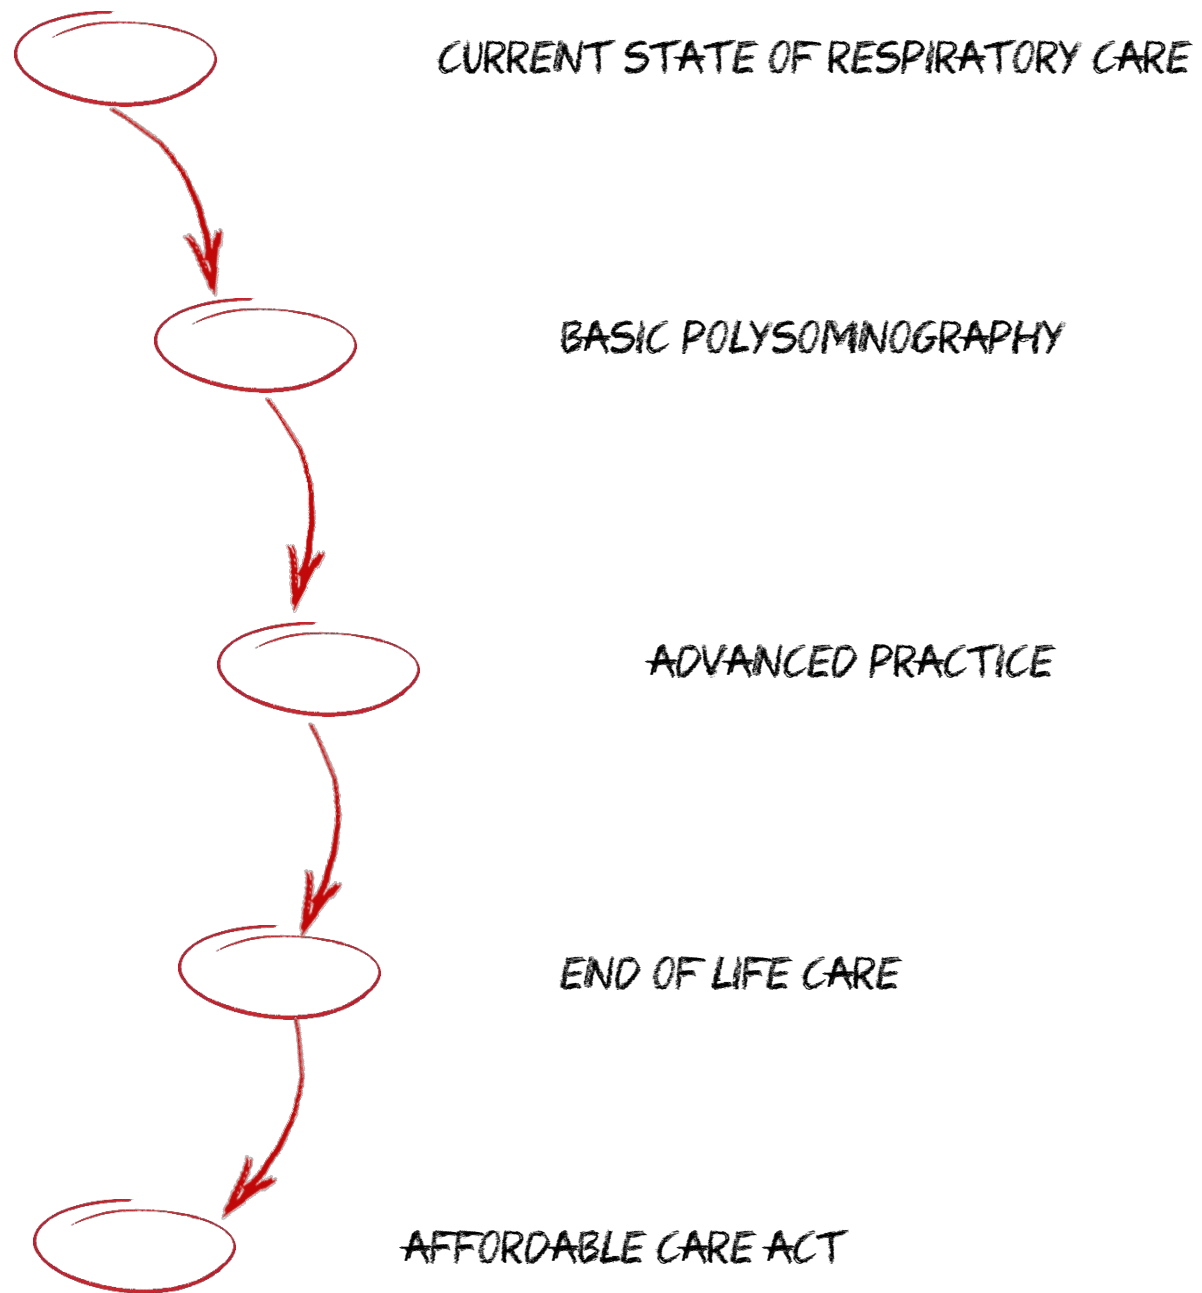 CURRENT STATE OF RESPIRATORY CARE
BASIC POLYSOMNOGRAPHY
ADVANCED PRACTICE
END OF LIFE CARE
AFFORDABLE CARE ACT